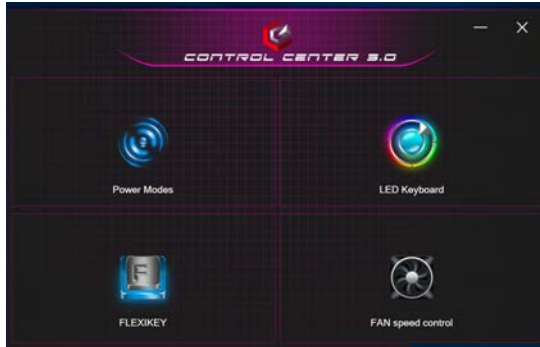 CONTROL CENTER 3.0
Power Modes
LED Keyboard
F
FLEXIKEY
FAN speed control